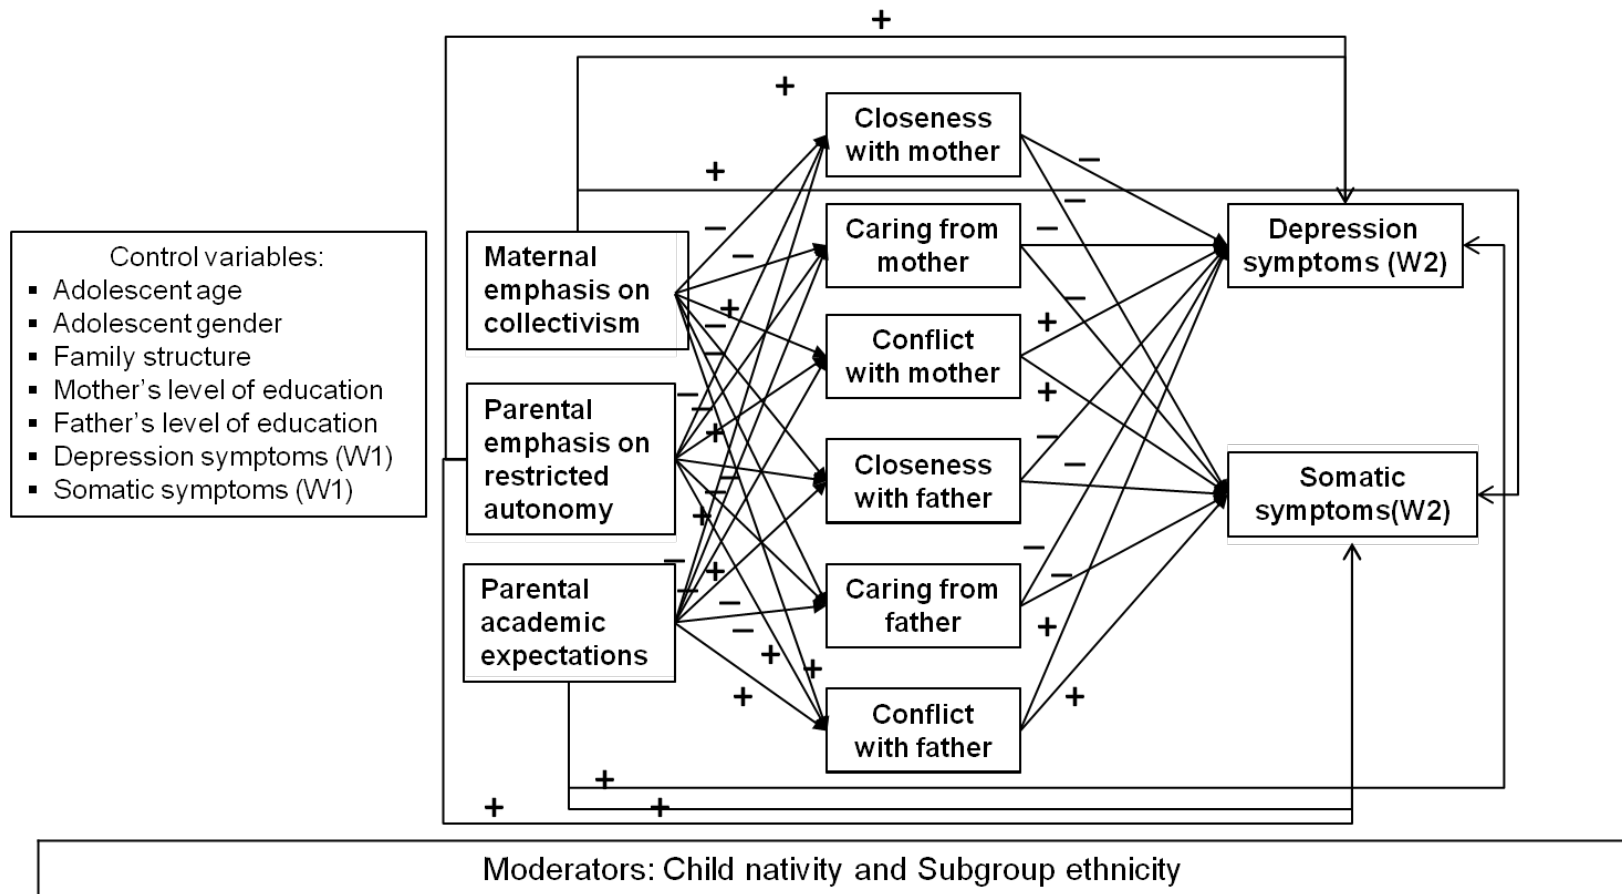 Control variables:
▪ Adolescent age
▪ Adolescent gender
▪ Family structure
▪ Mother's level of education
▪ Father's level of education
▪ Depression symptoms (W1)
▪ Somatic symptoms (W1)
Maternal
emphasis on
collectivism
Parental
emphasis on
restricted
autonomy
Parental
academic
expectations
Closeness
with mother
Caring from
mother
Conflict
with mother
Closeness
with father
Caring from
father
Conflict
with father
Depression
symptoms (W2)
Somatic
symptoms(W2)
Moderators: Child nativity and Subgroup ethnicity